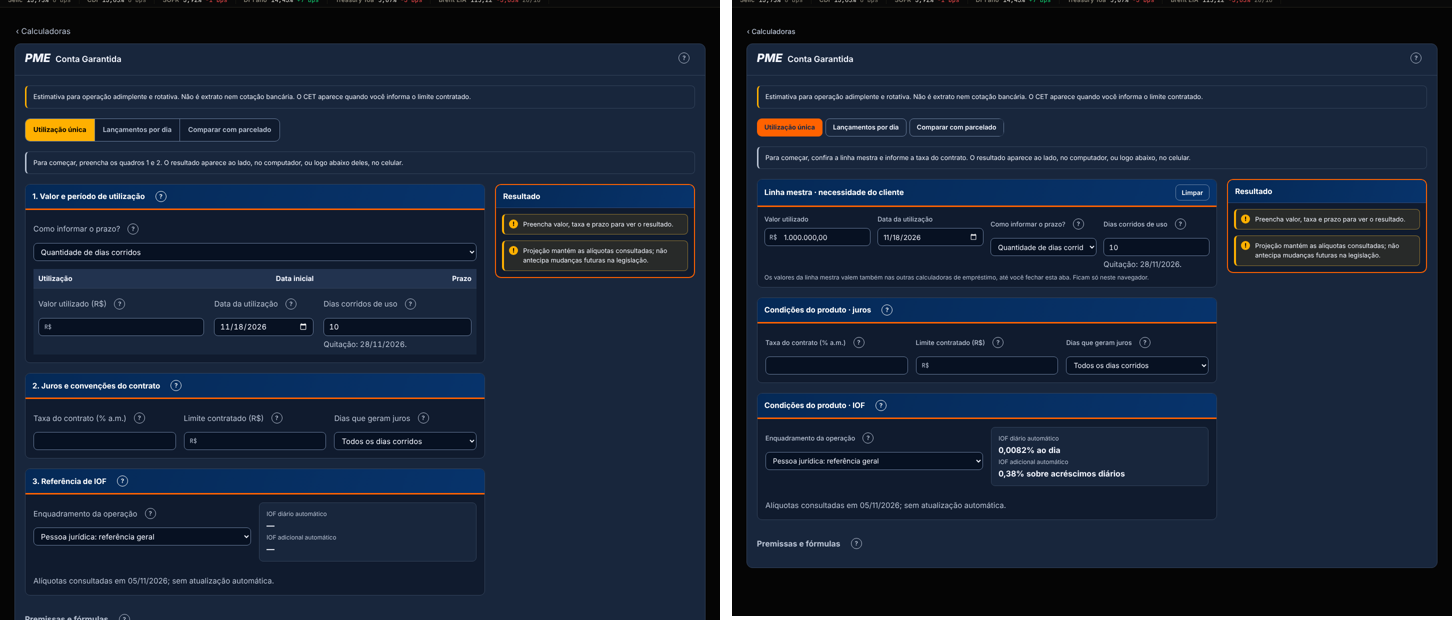 ‹ Calculadoras
PME Conta Garantida
?
Estimativa para operação adimplente e rotativa. Não é extrato nem cotação bancária. O CET aparece quando você informa o limite contratado.
Utilização única
Lançamentos por dia
Comparar com parcelado
Para começar, preencha os quadros 1 e 2. O resultado aparece ao lado, no computador, ou logo abaixo deles, no celular.
1. Valor e período de utilização ?
Como informar o prazo? ?
Quantidade de dias corridos
Utilização Data inicial Prazo
Valor utilizado (R$) ? Data da utilização ? Dias corridos de uso ?
R$ 11/18/2026 10
Quitação: 28/11/2026.
2. Juros e convenções do contrato ?
Taxa do contrato (% a.m.) ? Limite contratado (R$) ? Dias que geram juros ?
R$ Todos os dias corridos
3. Referência de IOF ?
Enquadramento da operação ?
Pessoa jurídica: referência geral
IOF diário automático
—
IOF adicional automático
—
Alíquotas consultadas em 05/11/2026; sem atualização automática.
Premissas e fórmulas ?
Resultado
! Preencha valor, taxa e prazo para ver o resultado.
! Projeção mantém as alíquotas consultadas; não
antecipa mudanças futuras na legislação.
‹ Calculadoras
PME Conta Garantida
?
Estimativa para operação adimplente e rotativa. Não é extrato nem cotação bancária. O CET aparece quando você informa o limite contratado.
Utilização única
Lançamentos por dia
Comparar com parcelado
Para começar, confira a linha mestra e informe a taxa do contrato. O resultado aparece ao lado, no computador, ou logo abaixo, no celular.
Linha mestra · necessidade do cliente
Limpar
Valor utilizado Data da utilização Como informar o prazo? ? Dias corridos de uso ?
R$ 1.000.000,00 11/18/2026 Quantidade de dias corrid 10
Quitação: 28/11/2026.
Os valores da linha mestra valem também nas outras calculadoras de empréstimo, até você fechar esta aba. Ficam só neste navegador.
Condições do produto · juros ?
Taxa do contrato (% a.m.) ? Limite contratado (R$) ? Dias que geram juros ?
R$ Todos os dias corridos
Condições do produto · IOF ?
Enquadramento da operação ?
Pessoa jurídica: referência geral
IOF diário automático
0,0082% ao dia
IOF adicional automático
0,38% sobre acréscimos diários
Alíquotas consultadas em 05/11/2026; sem atualização automática.
Premissas e fórmulas ?
Resultado
! Preencha valor, taxa e prazo para ver o resultado.
! Projeção mantém as alíquotas consultadas; não
antecipa mudanças futuras na legislação.